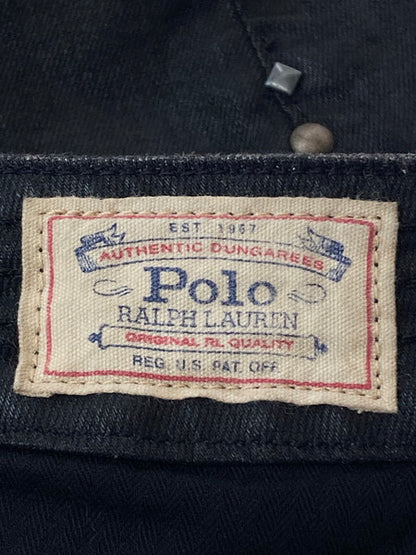 EST 1967
AUTHENTIC DUNGAREES
Polo
RALPH LAUREN
ORIGINAL RL QUALITY
REG. U.S. PAT. OFF